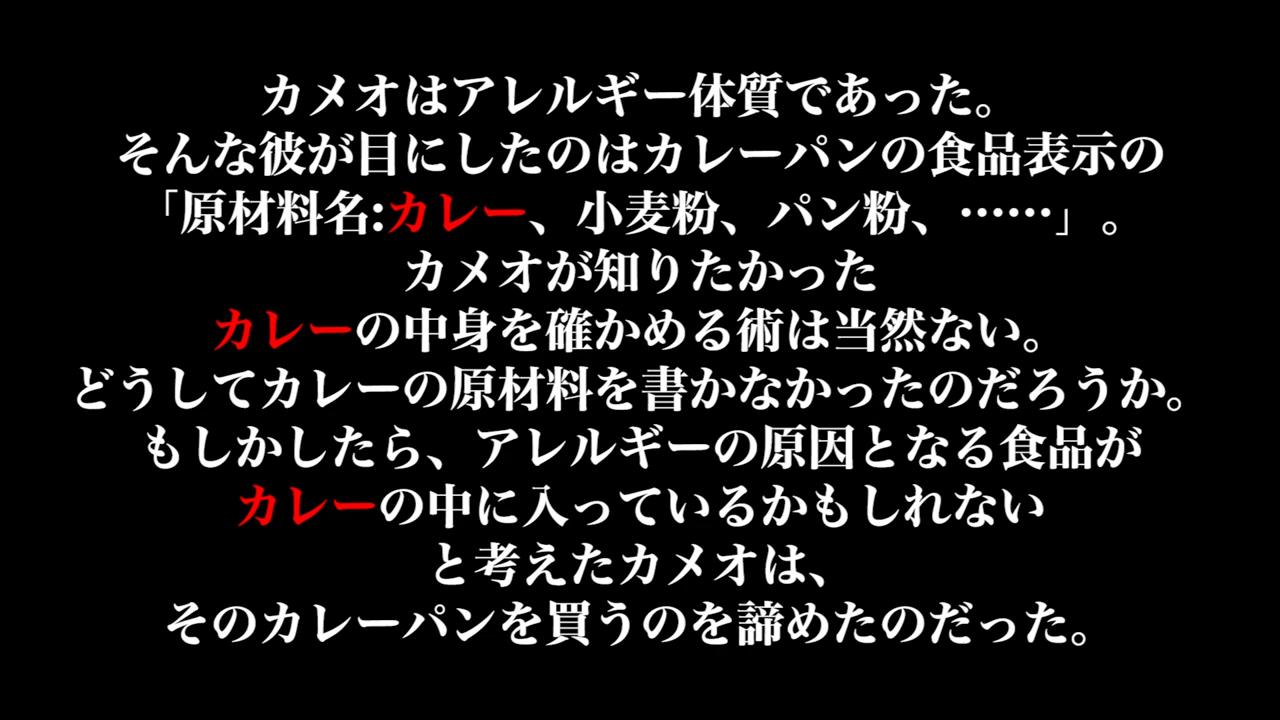 カメオはアレルギー体質であった。
そんな彼が目にしたのはカレーパンの食品表示の
「原材料名:カレー、小麦粉、パン粉、……」。
カメオが知りたかった
カレーの中身を確かめる術は当然ない。
どうしてカレーの原材料を書かなかったのだろうか。
もしかしたら、アレルギーの原因となる食品が
カレーの中に入っているかもしれない
と考えたカメオは、
そのカレーパンを買うのを諦めたのだった。